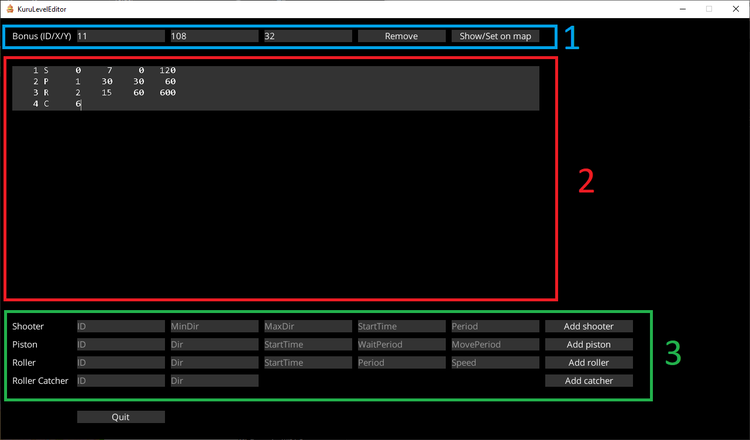 KuruLevelEditor
Bonus (ID/X/Y) 11 108 32 Remove Show/Set on map 1
1 S 0 7 0 120
2 P 1 30 30 60
3 R 2 15 60 600
4 C 6
2
Shooter ID MinDir MaxDir StartTime Period Add shooter
Piston ID Dir StartTime WaitPeriod MovePeriod Add piston
Roller ID Dir StartTime Period Speed Add roller
Roller Catcher ID Dir Add catcher
3
Quit